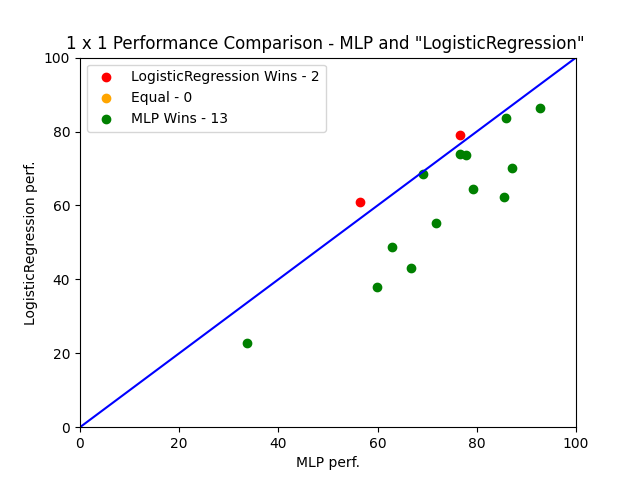 1 x 1 Performance Comparison - MLP and "LogisticRegression"
LogisticRegression Wins - 2
Equal - 0
MLP Wins - 13
100
80
60
40
20
0
LogisticRegression perf.
0 20 40 60 80 100
MLP perf.